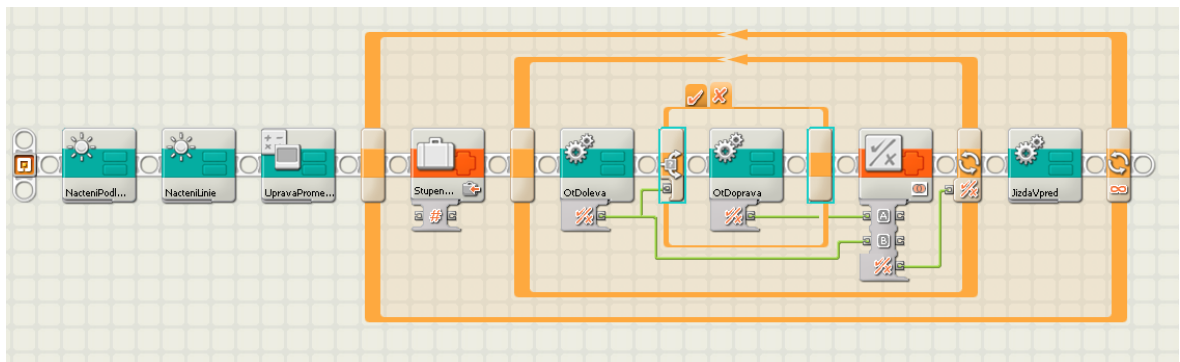 NacteniPodl...
NacteniLinie
UpravaProme...
Stupen...
#
OtDoleva
OtDoprava
A
B
JizdaVpred